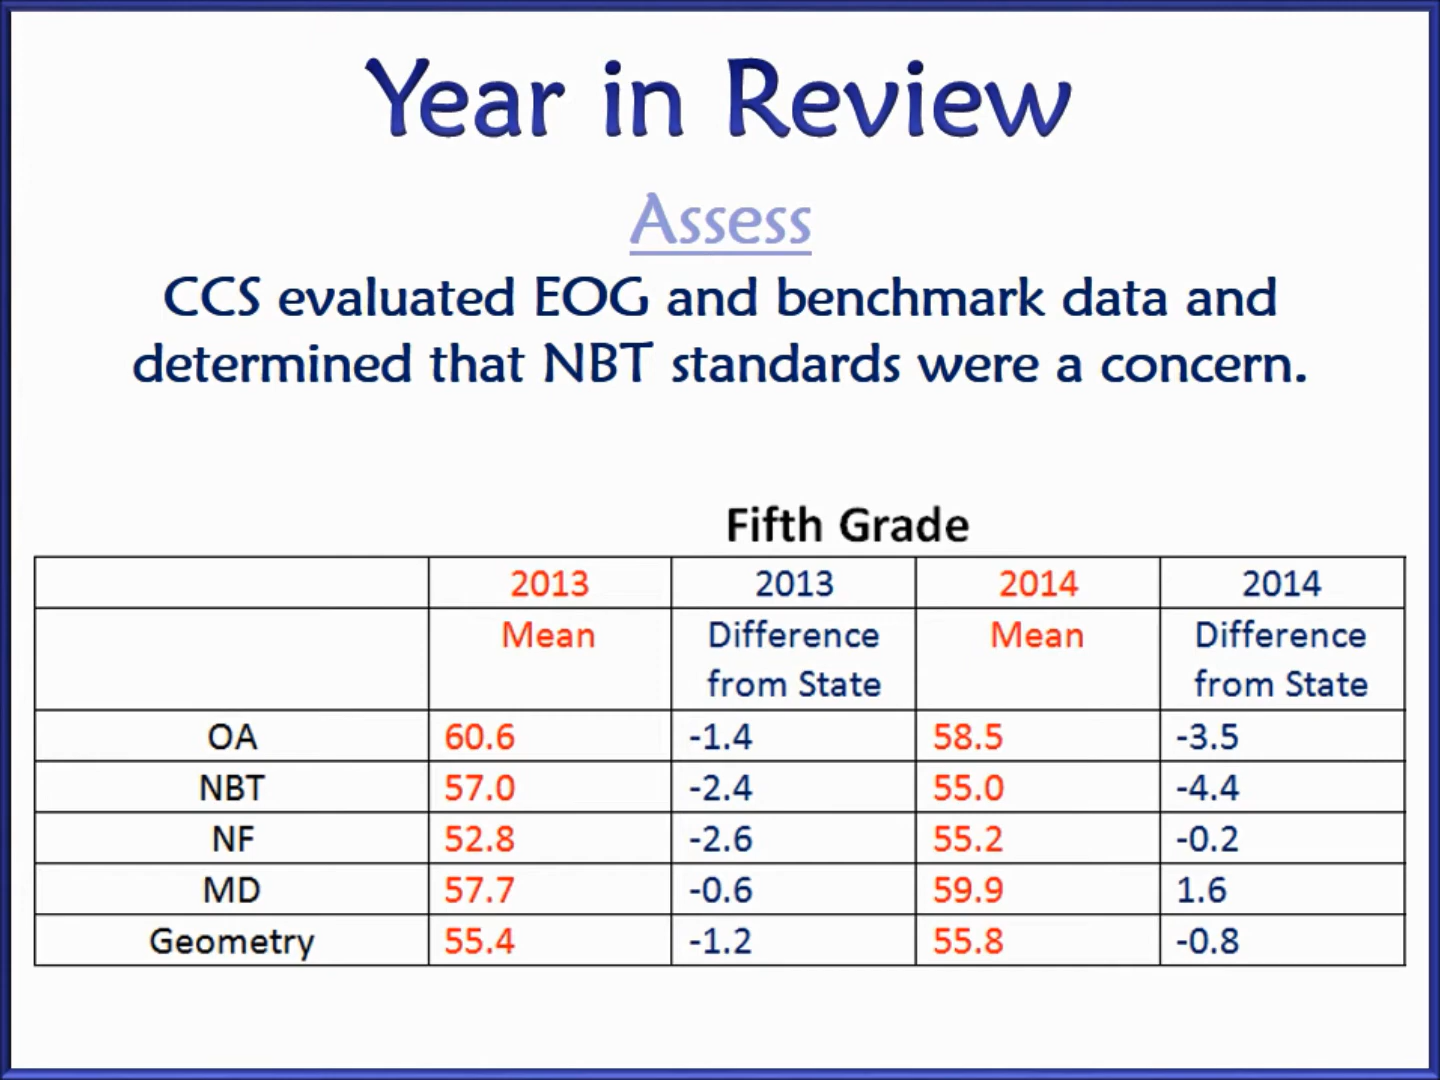 Year in Review
Assess
CCS evaluated EOG and benchmark data and
determined that NBT standards were a concern.
Fifth Grade
2013 2013 2014 2014
Mean Difference from State Mean Difference from State
OA 60.6 -1.4 58.5 -3.5
NBT 57.0 -2.4 55.0 -4.4
NF 52.8 -2.6 55.2 -0.2
MD 57.7 -0.6 59.9 1.6
Geometry 55.4 -1.2 55.8 -0.8